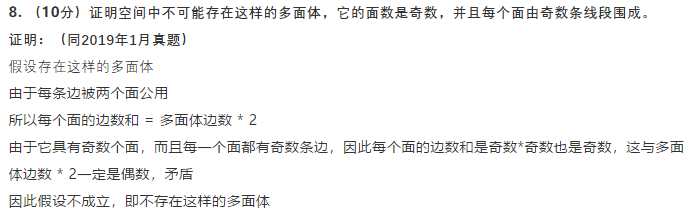 8. （10分）证明空间中不可能存在这样的多面体，它的面数是奇数，并且每个面由奇数条线段围成。
证明：（同2019年1月真题）
假设存在这样的多面体
由于每条边被两个面公用
所以每个面的边数和 = 多面体边数 * 2
由于它具有奇数个面，而且每一个面都有奇数条边，因此每个面的边数和是奇数*奇数也是奇数，这与多面
体边数 * 2一定是偶数，矛盾
因此假设不成立，即不存在这样的多面体